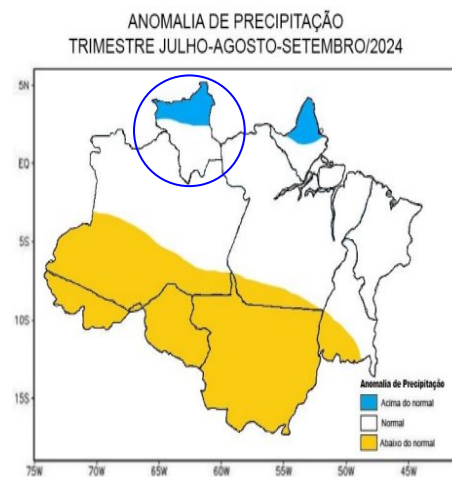 ANOMALIA DE PRECIPITAÇÃO
TRIMESTRE JULHO-AGOSTO-SETEMBRO/2024
5N
EQ
5S
10S
15S
Anomalia de Precipitação
Acima do normal
Normal
Abaixo do normal
75W 70W 65W 60W 55W 50W 45W